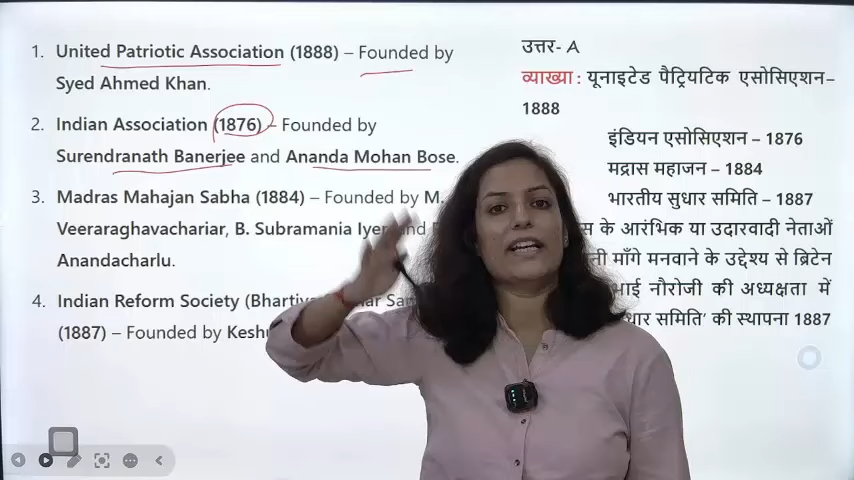 1. United Patriotic Association (1888) – Founded by
Syed Ahmed Khan.
2. Indian Association (1876) – Founded by
Surendranath Banerjee and Ananda Mohan Bose.
3. Madras Mahajan Sabha (1884) – Founded by M.
Veeraraghavachariar, B. Subramania Iyer, and
Anandacharlu.
4. Indian Reform Society
(1887) – Founded by
उत्तर- A
व्याख्या : यूनाइटेड पैट्रियटिक एसोसिएशन–
1888
इंडियन एसोसिएशन – 1876
मद्रास महाजन – 1884
भारतीय सुधार समिति – 1887
के आरंभिक या उदारवादी नेताओं
माँगे मनवाने के उद्देश्य से ब्रिटेन
नौरोजी की अध्यक्षता में
समिति' की स्थापना 1887